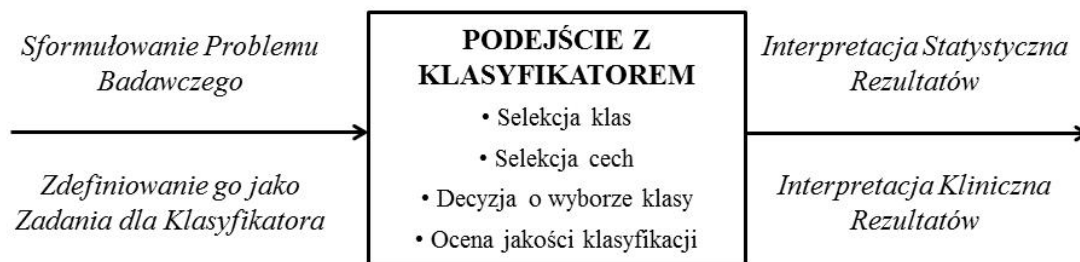 Sformułowanie Problemu
Badawczego
Zdefiniowanie go jako
Zadania dla Klasyfikatora
PODEJŚCIE Z
KLASYFIKATOREM
• Selekcja klas
• Selekcja cech
• Decyzja o wyborze klasy
• Ocena jakości klasyfikacji
Interpretacja Statystyczna
Rezultatów
Interpretacja Kliniczna
Rezultatów